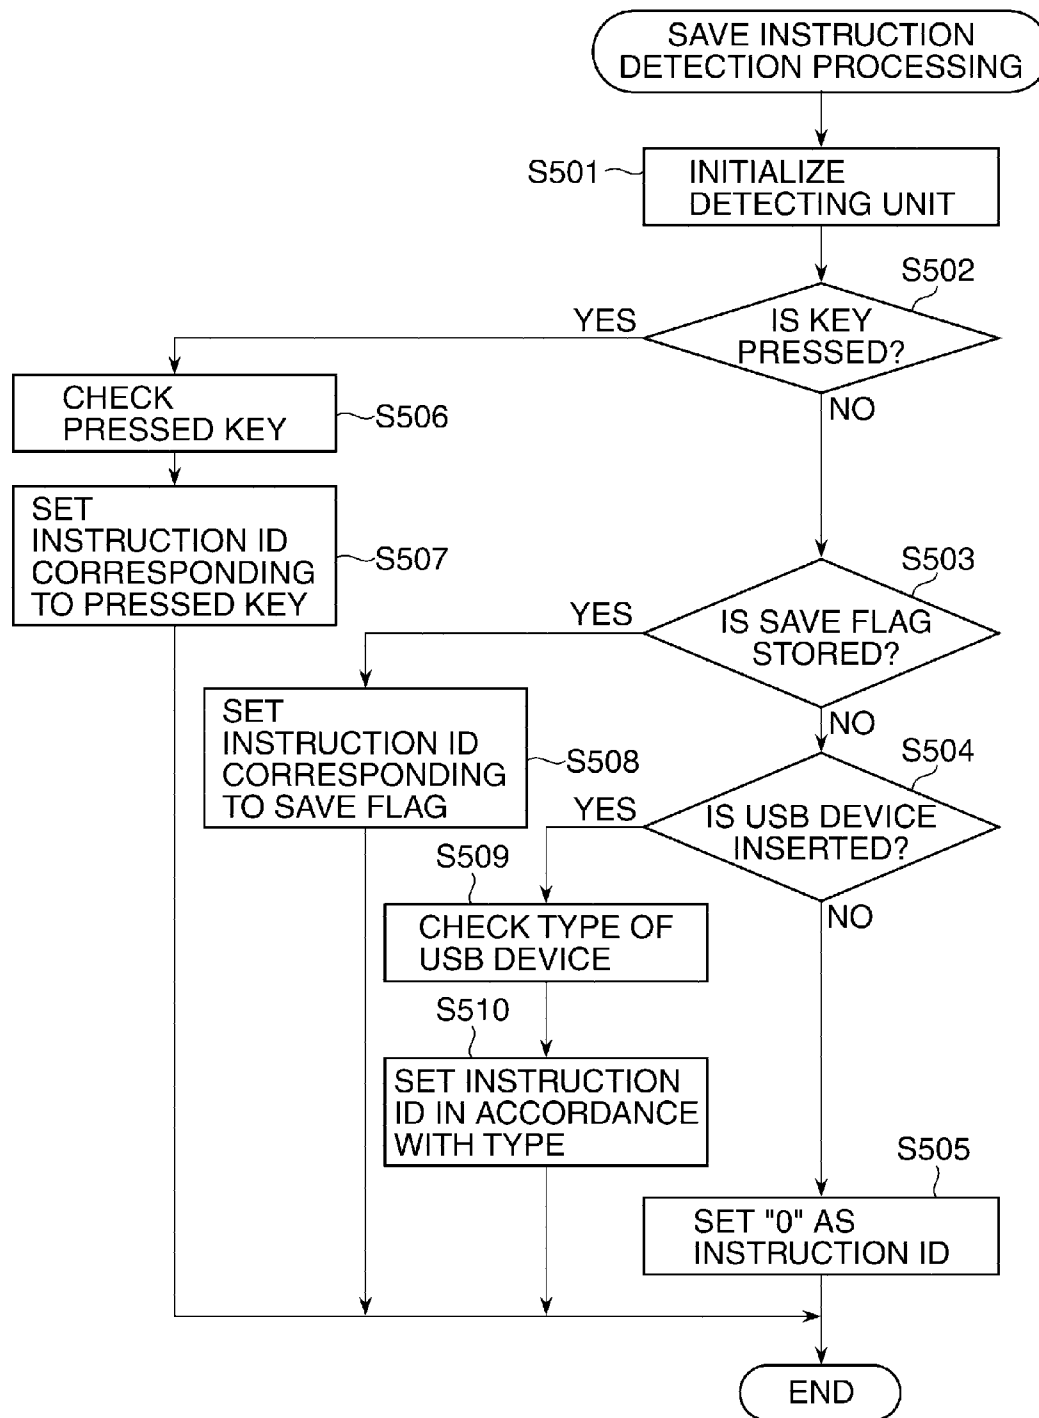 SAVE INSTRUCTION
DETECTION PROCESSING
S501
INITIALIZE
DETECTING UNIT
S502
YES
IS KEY
PRESSED?
NO
CHECK
PRESSED KEY
S506
SET
INSTRUCTION ID
CORRESPONDING
TO PRESSED KEY
S507
S503
YES
IS SAVE FLAG
STORED?
NO
SET
INSTRUCTION ID
CORRESPONDING
TO SAVE FLAG
S508
S504
YES
IS USB DEVICE
INSERTED?
NO
S509
CHECK TYPE OF
USB DEVICE
S510
SET INSTRUCTION
ID IN ACCORDANCE
WITH TYPE
S505
SET "0" AS
INSTRUCTION ID
END